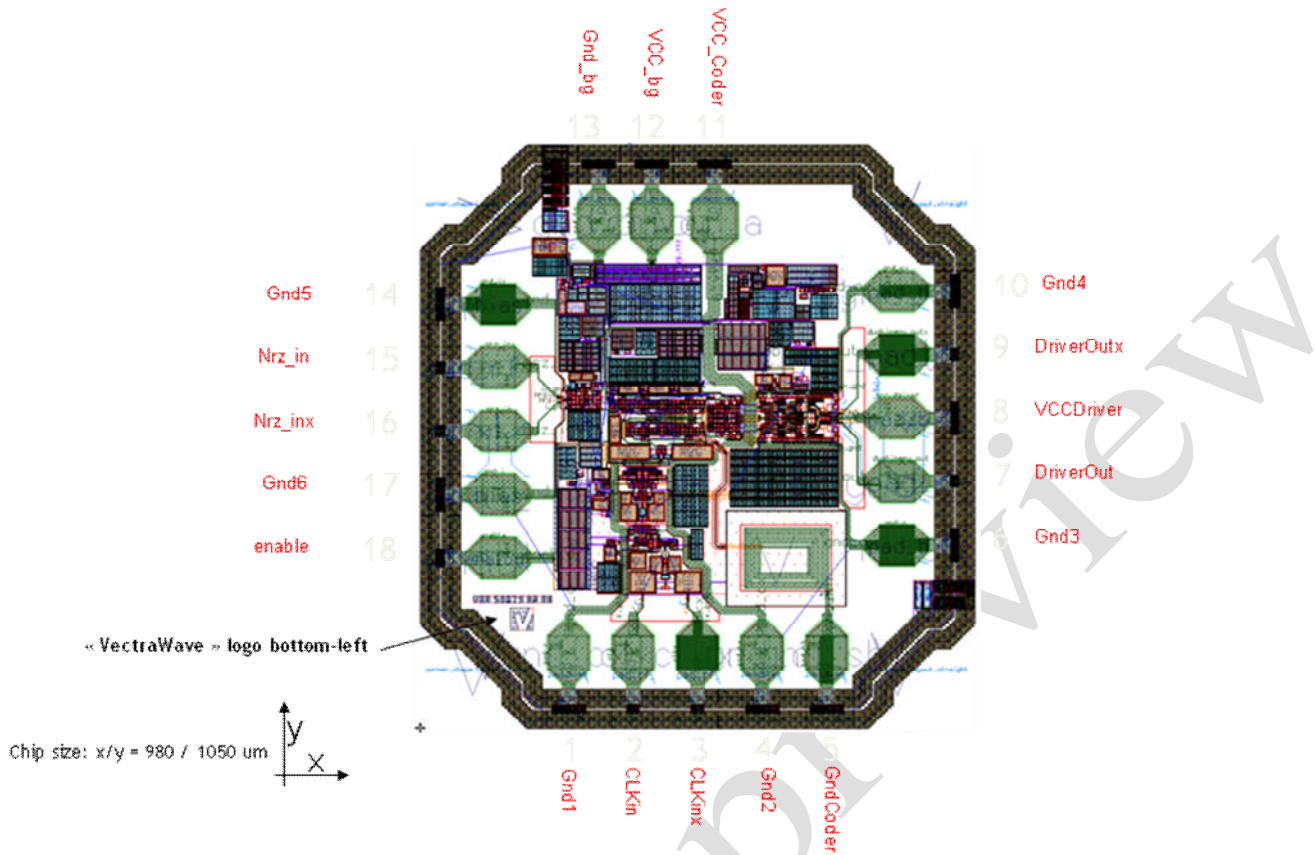 Gnd_bg
VCC_bg
VCC_Coder
13
12
11
Gnd5
14
10
Gnd4
Nrz_in
15
9
DriverOutx
Nrz_inx
16
8
VCCDriver
Gnd6
17
7
DriverOut
enable
18
6
Gnd3
« VectraWave » logo bottom-left
Chip size: x/y = 980 / 1050 um
y
x
1
2
3
4
5
Gnd1
CLKin
CLKinx
Gnd2
GndCoder